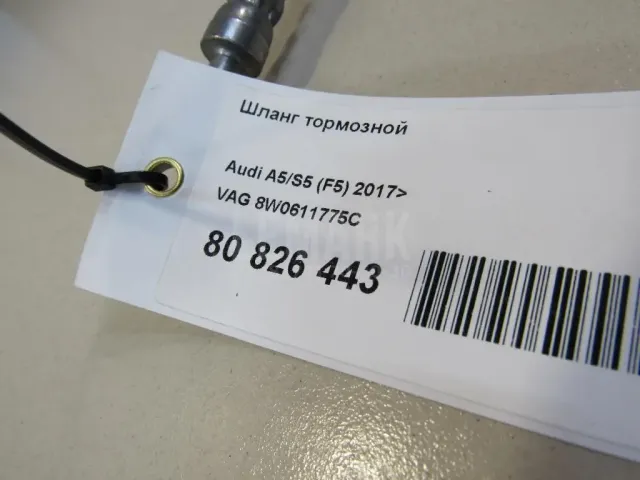 Шланг тормозной
Audi A5/S5 (F5) 2017>
VAG 8W0611775C
80 826 443